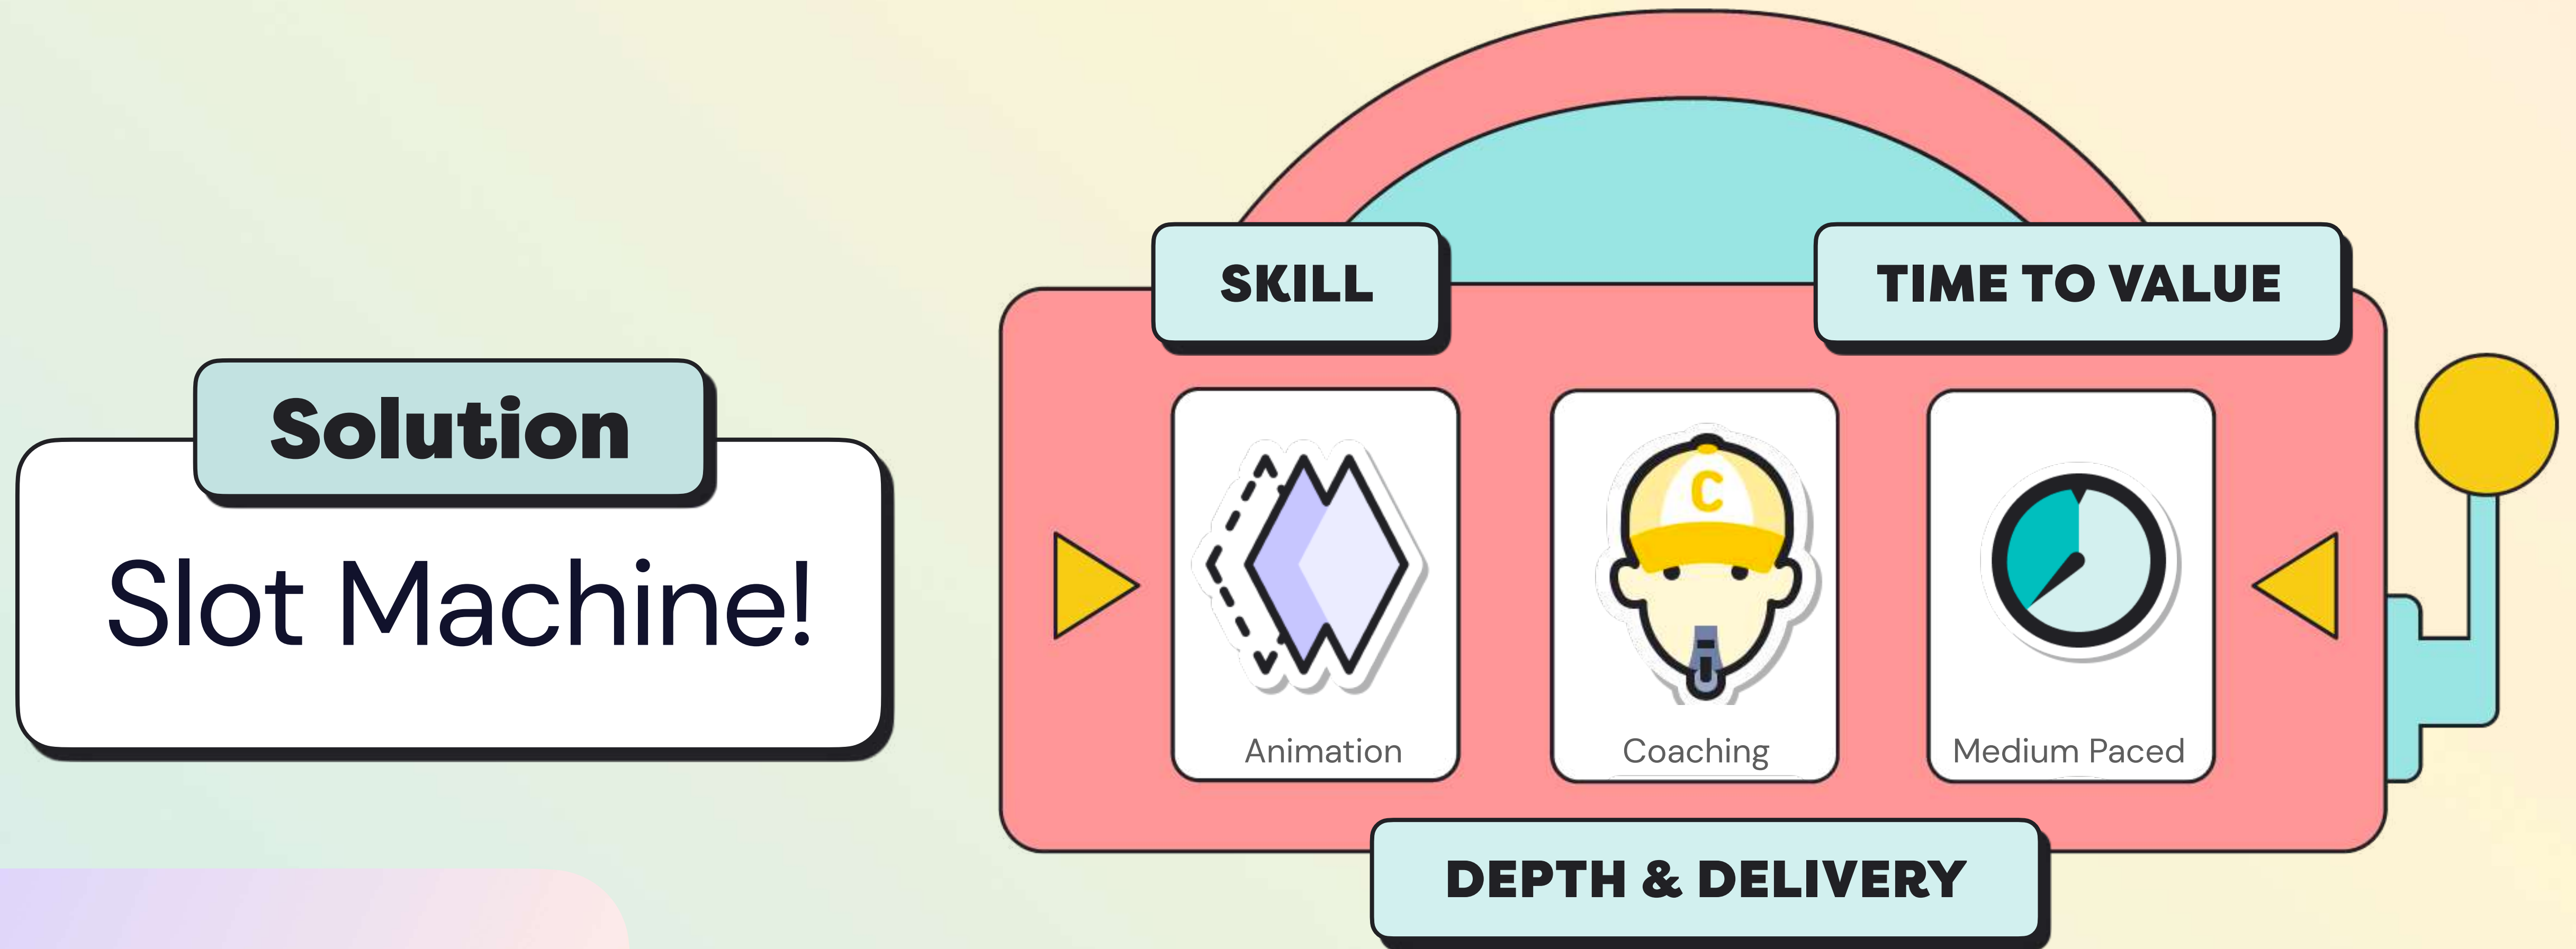 Solution
Slot Machine!
SKILL
TIME TO VALUE
C
Animation
Coaching
Medium Paced
DEPTH & DELIVERY